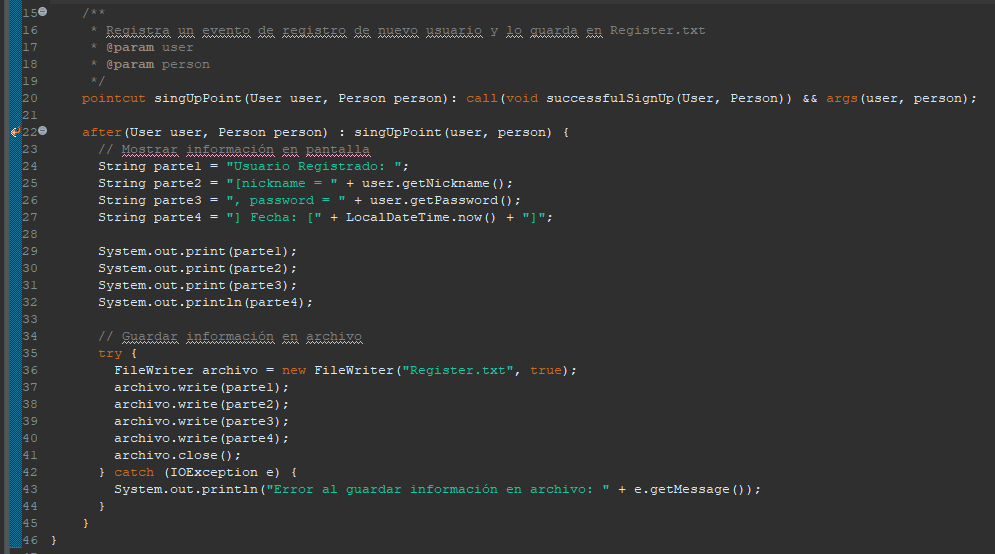 15 /**
16 * Registra un evento de registro de nuevo usuario y lo guarda en Register.txt
17 * @param user
18 * @param person
19 */
20 pointcut singUpPoint(User user, Person person): call(void successfulSignUp(User, Person)) && args(user, person);
21
22 after(User user, Person person) : singUpPoint(user, person) {
23 // Mostrar información en pantalla
24 String parte1 = "Usuario Registrado: ";
25 String parte2 = "[nickname = " + user.getNickname();
26 String parte3 = ", password = " + user.getPassword();
27 String parte4 = "] Fecha: [" + LocalDateTime.now() + "]";
28
29 System.out.print(parte1);
30 System.out.print(parte2);
31 System.out.print(parte3);
32 System.out.println(parte4);
33
34 // Guardar información en archivo
35 try {
36 FileWriter archivo = new FileWriter("Register.txt", true);
37 archivo.write(parte1);
38 archivo.write(parte2);
39 archivo.write(parte3);
40 archivo.write(parte4);
41 archivo.close();
42 } catch (IOException e) {
43 System.out.println("Error al guardar información en archivo: " + e.getMessage());
44 }
45 }
46 }